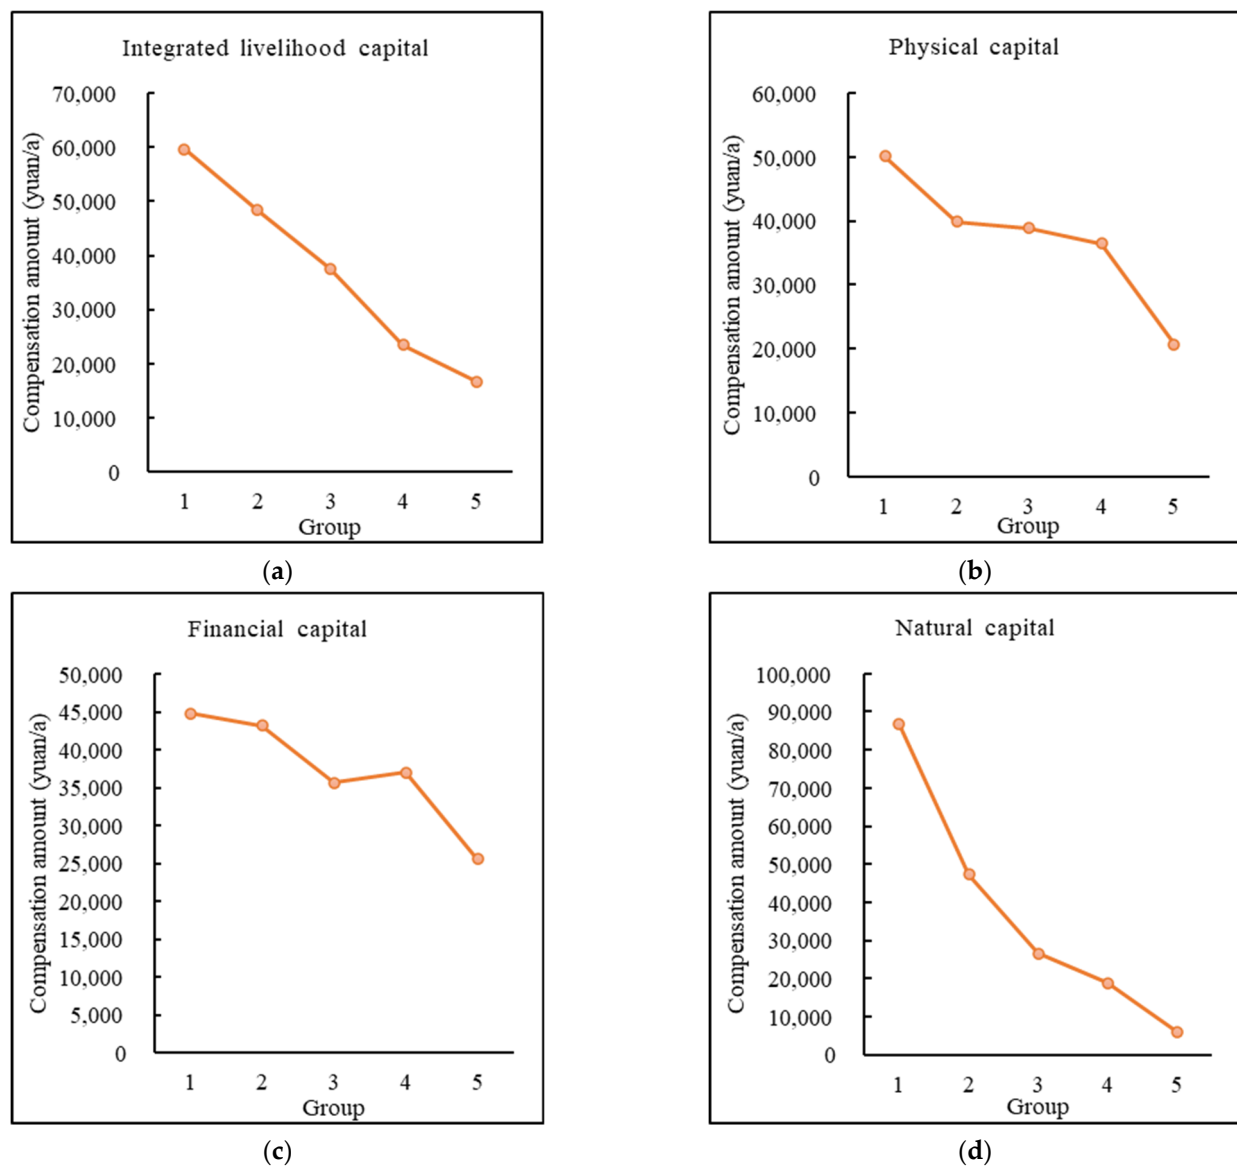 Integrated livelihood capital
Compensation amount (yuan/a)
70,000
60,000
50,000
40,000
30,000
20,000
10,000
0
1 2 3 4 5
Group
(a)
Physical capital
Compensation amount (yuan/a)
60,000
50,000
40,000
30,000
20,000
10,000
0
1 2 3 4 5
Group
(b)
Financial capital
Compensation amount (yuan/a)
50,000
45,000
40,000
35,000
30,000
25,000
20,000
15,000
10,000
5,000
0
1 2 3 4 5
Group
(c)
Natural capital
Compensation amount (yuan/a)
100,000
90,000
80,000
70,000
60,000
50,000
40,000
30,000
20,000
10,000
0
1 2 3 4 5
Group
(d)